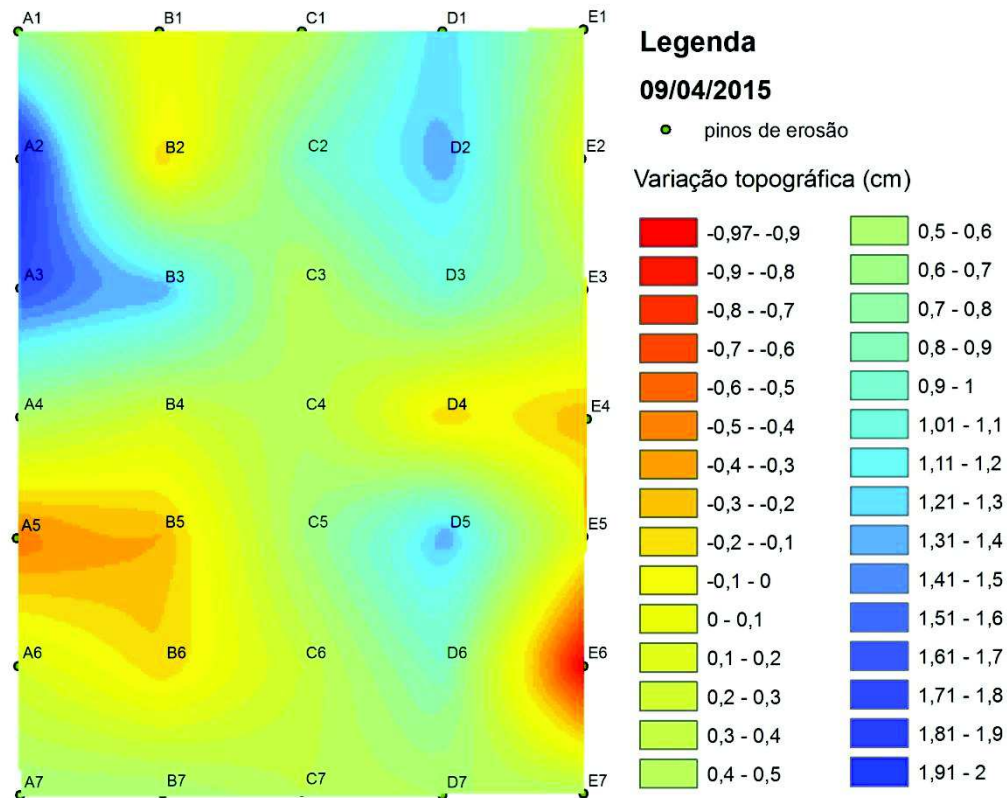 A1 B1 C1 D1 E1
A2 B2 C2 D2 E2
A3 B3 C3 D3 E3
A4 B4 C4 D4 E4
A5 B5 C5 D5 E5
A6 B6 C6 D6 E6
A7 B7 C7 D7 E7
Legenda
09/04/2015
pinos de erosão
Variação topográfica (cm)
-0,97- -0,9
-0,9 - -0,8
-0,8 - -0,7
-0,7 - -0,6
-0,6 - -0,5
-0,5 - -0,4
-0,4 - -0,3
-0,3 - -0,2
-0,2 - -0,1
-0,1 - 0
0 - 0,1
0,1 - 0,2
0,2 - 0,3
0,3 - 0,4
0,4 - 0,5
0,5 - 0,6
0,6 - 0,7
0,7 - 0,8
0,8 - 0,9
0,9 - 1
1,01 - 1,1
1,11 - 1,2
1,21 - 1,3
1,31 - 1,4
1,41 - 1,5
1,51 - 1,6
1,61 - 1,7
1,71 - 1,8
1,81 - 1,9
1,91 - 2